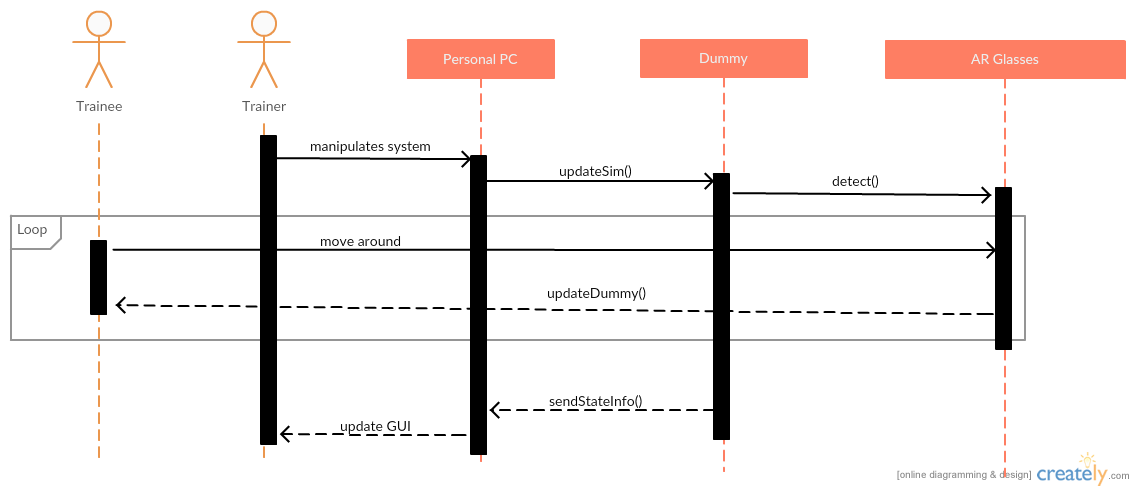 Trainee
Trainer
Personal PC
Dummy
AR Glasses
manipulates system
updateSim()
detect()
Loop
move around
updateDummy()
sendStateInfo()
update GUI
[online diagramming & design] creately.com